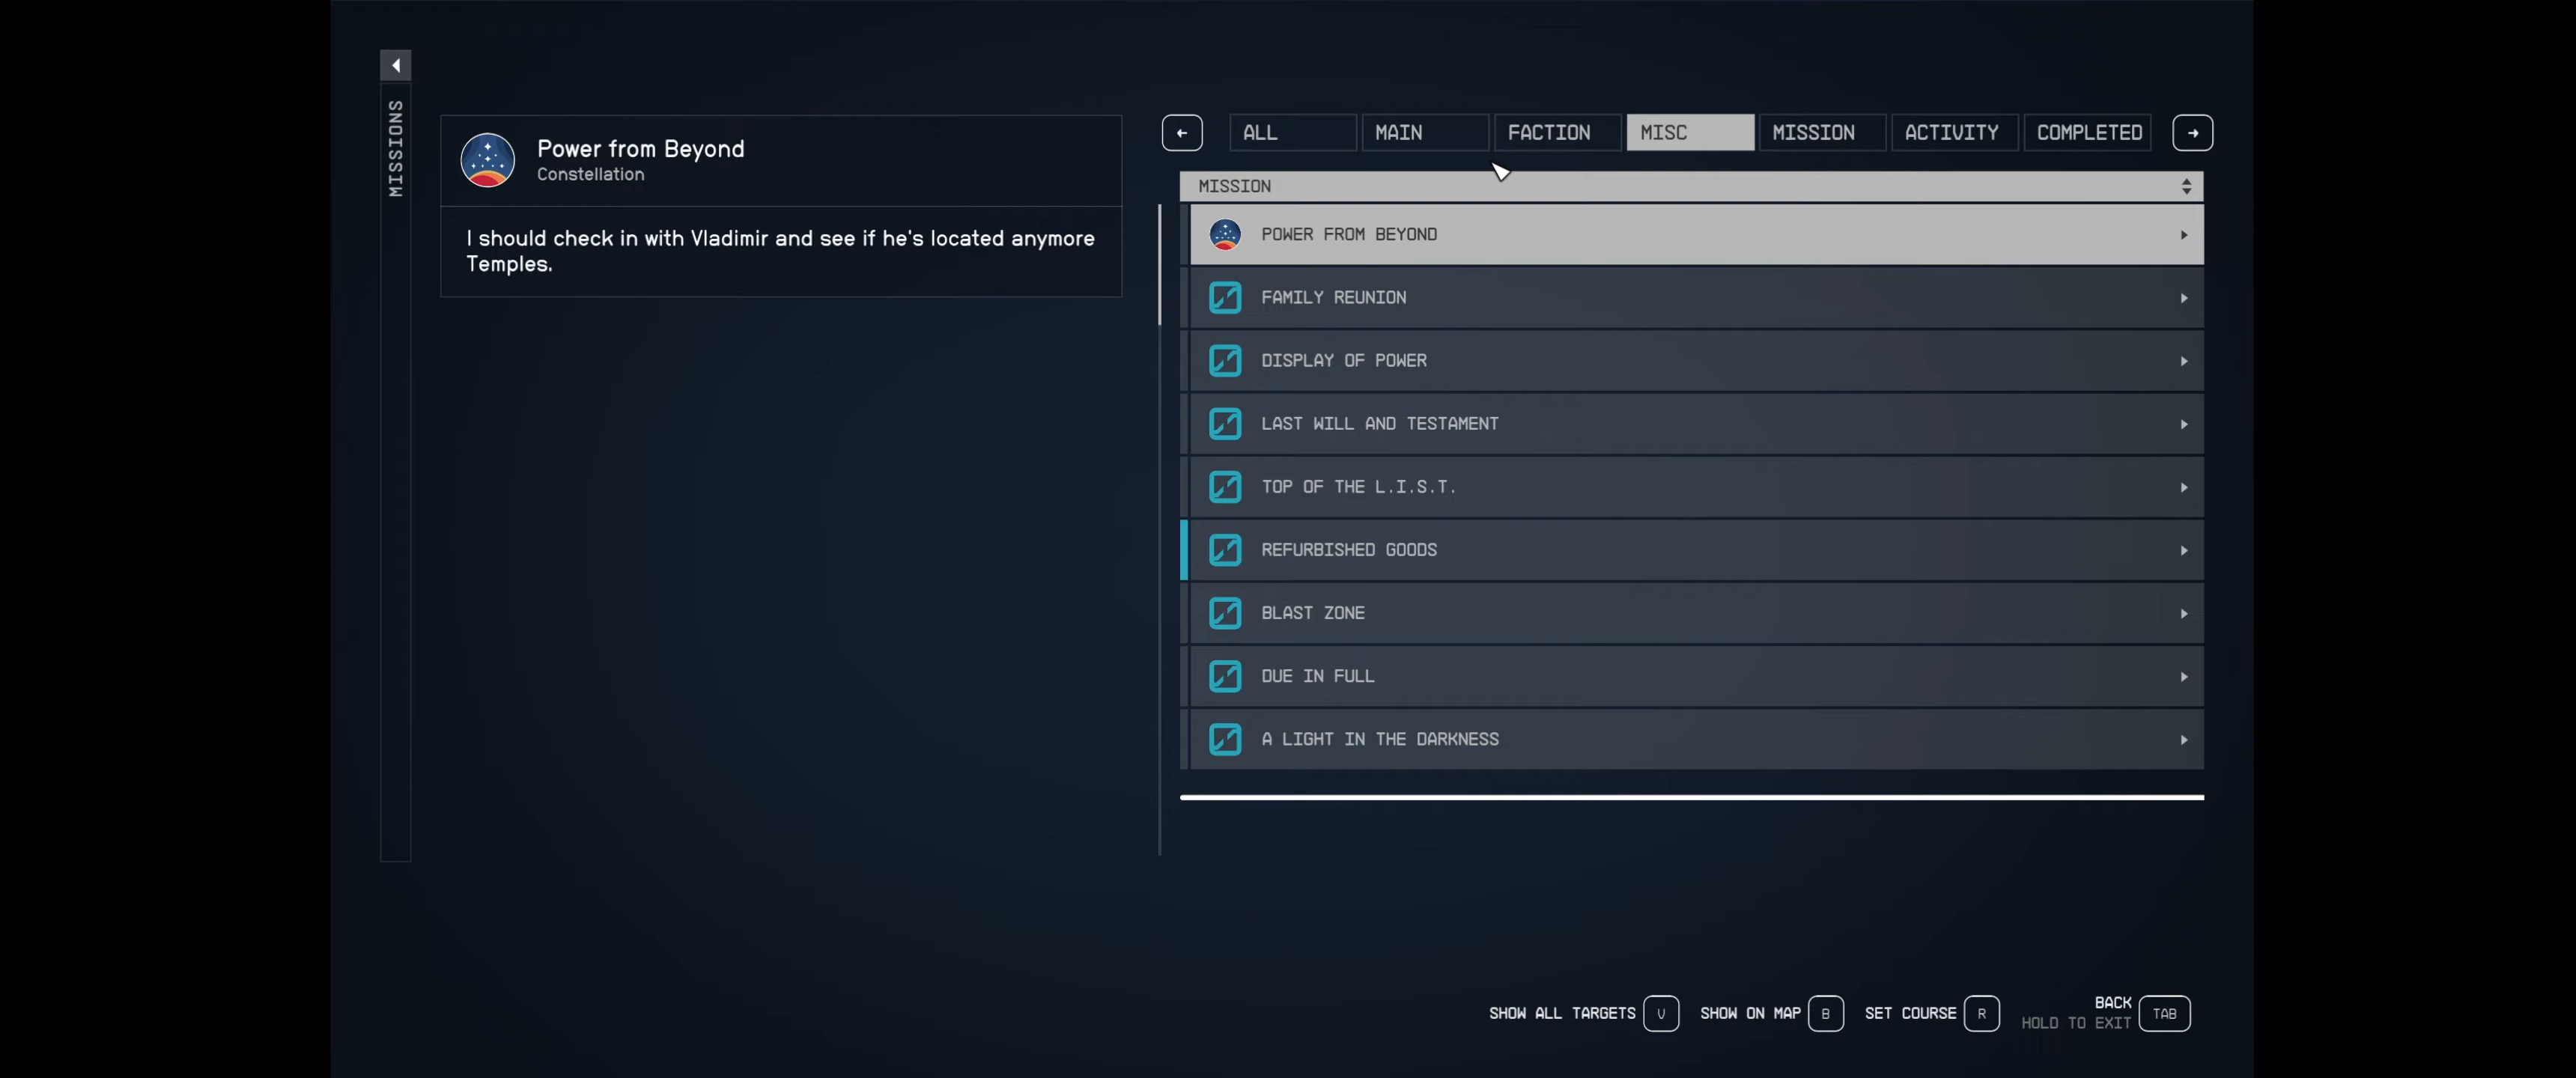 MISSIONS
Power from Beyond
Constellation
I should check in with Vladimir and see if he's located anymore
Temples.
ALL
MAIN
FACTION
MISC
MISSION
ACTIVITY
COMPLETED
MISSION
POWER FROM BEYOND
FAMILY REUNION
DISPLAY OF POWER
LAST WILL AND TESTAMENT
TOP OF THE L.I.S.T.
REFURBISHED GOODS
BLAST ZONE
DUE IN FULL
A LIGHT IN THE DARKNESS
SHOW ALL TARGETS V
SHOW ON MAP B
SET COURSE R
BACK
HOLD TO EXIT
TAB